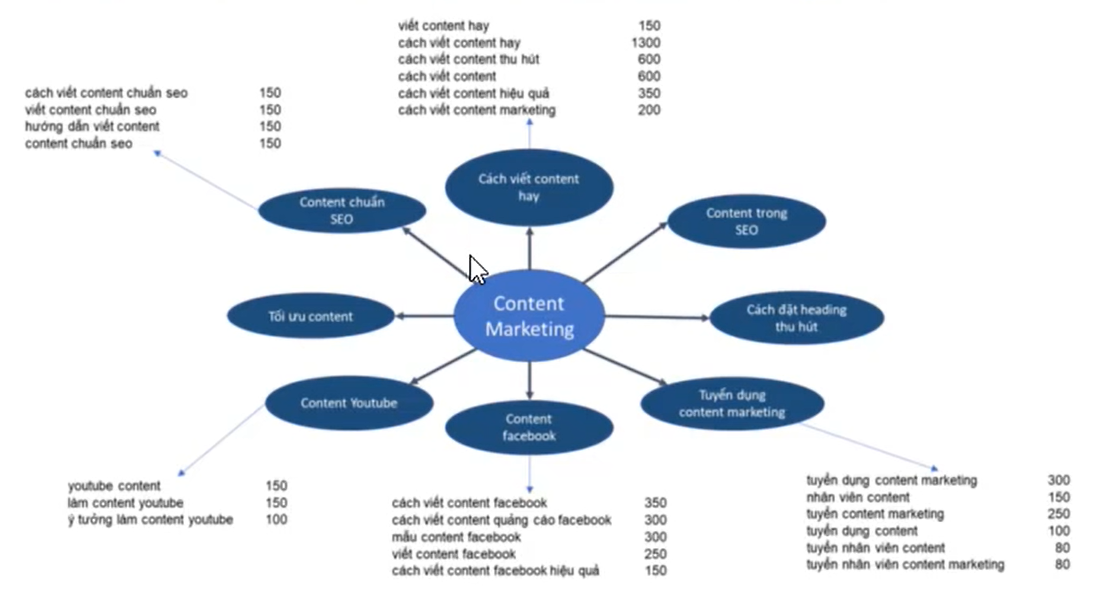 viết content hay 150
cách viết content hay 1300
cách viết content thu hút 600
cách viết content 600
cách viết content hiệu quả 350
cách viết content marketing 200
cách viết content chuẩn seo 150
viết content chuẩn seo 150
hướng dẫn viết content 150
content chuẩn seo 150
Cách viết content
hay
Content chuẩn
SEO
Content trong
SEO
Content
Marketing
Tối ưu content
Cách đặt heading
thu hút
Content Youtube
Content
facebook
Tuyển dụng
content marketing
youtube content 150
làm content youtube 150
ý tưởng làm content youtube 100
cách viết content facebook 350
cách viết content quảng cáo facebook 300
mẫu content facebook 300
viết content facebook 250
cách viết content facebook hiệu quả 150
tuyển dụng content marketing 300
nhân viên content 150
tuyển content marketing 250
tuyển dụng content 100
tuyển nhân viên content 80
tuyển nhân viên content marketing 80